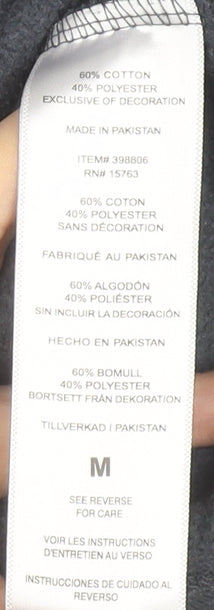 60% COTTON
40% POLYESTER
EXCLUSIVE OF DECORATION
MADE IN PAKISTAN
ITEM# 398806
RN# 15763
60% COTON
40% POLYESTER
SANS DÉCORATION
FABRIQUÉ AU PAKISTAN
60% ALGODÓN
40% POLIÉSTER
SIN INCLUIR LA DECORACIÓN
HECHO EN PAKISTAN
60% BOMULL
40% POLYESTER
BORTSETT FRÅN DEKORATION
TILLVERKAD I PAKISTAN
M
SEE REVERSE
FOR CARE
VOIR LES INSTRUCTIONS
D'ENTRETIEN AU VERSO
INSTRUCCIONES DE CUIDADO AL
REVERSO